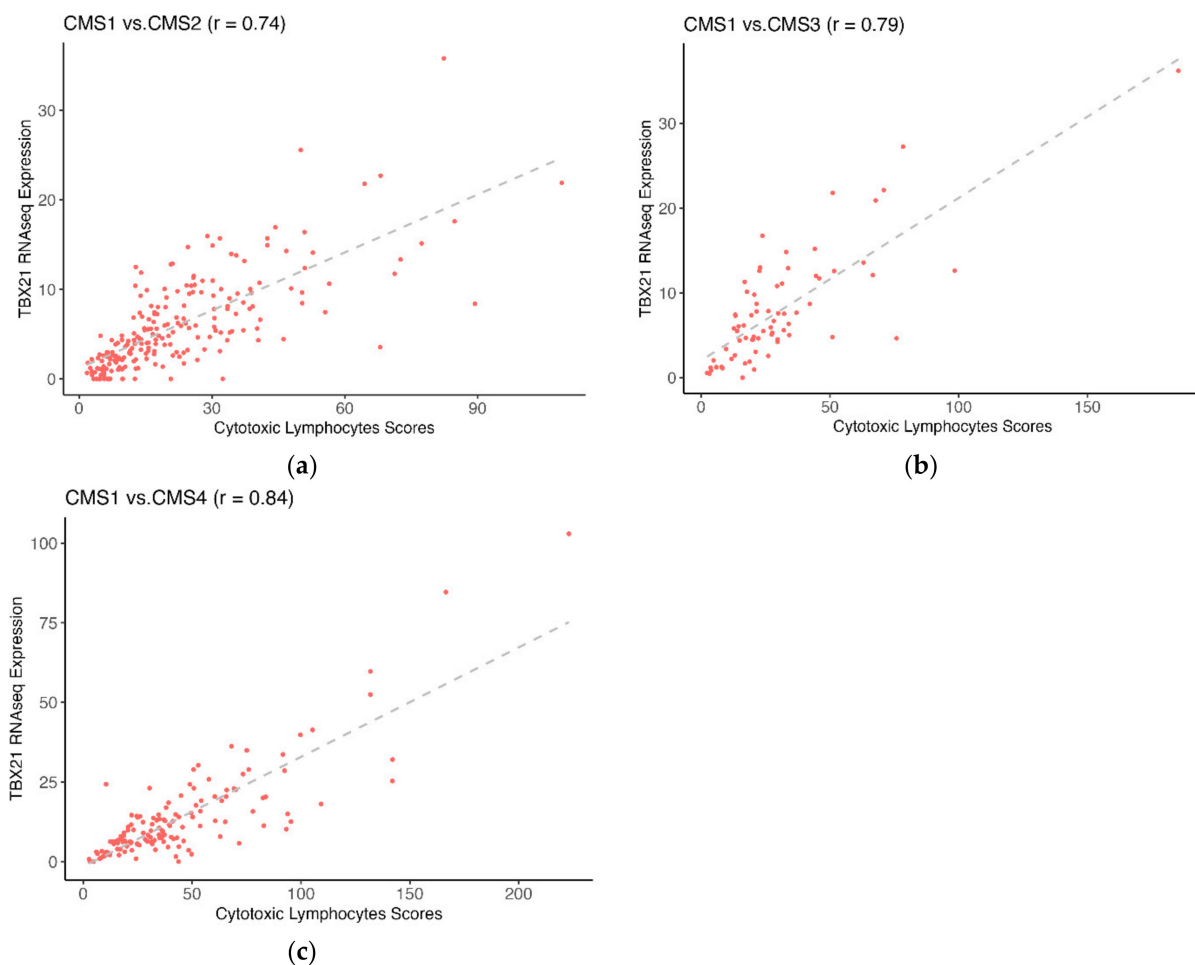 CMS1 vs.CMS2 (r = 0.74)
TBX21 RNAseq Expression
30
20
10
0
0
30
60
90
Cytotoxic Lymphocytes Scores
(a)
CMS1 vs.CMS3 (r = 0.79)
TBX21 RNAseq Expression
30
20
10
0
0
50
100
150
Cytotoxic Lymphocytes Scores
(b)
CMS1 vs.CMS4 (r = 0.84)
TBX21 RNAseq Expression
100
75
50
25
0
0
50
100
150
200
Cytotoxic Lymphocytes Scores
(c)